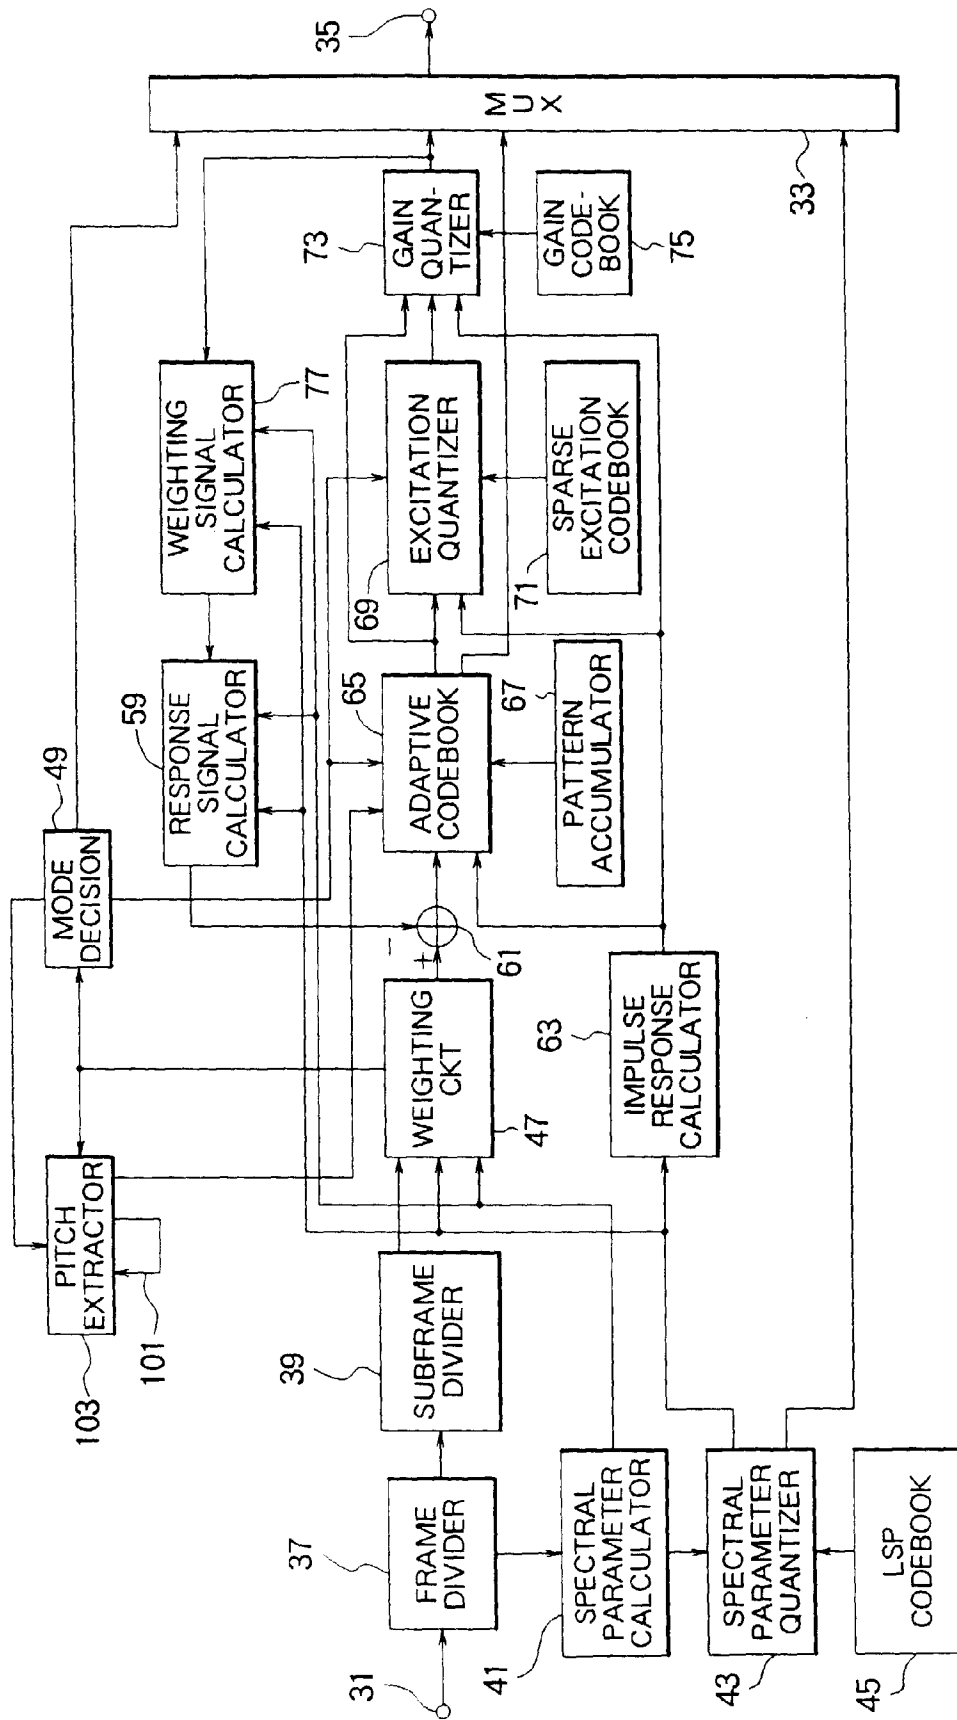 103
PITCH
EXTRACTOR
101
49
MODE
DECISION
59
RESPONSE
SIGNAL
CALCULATOR
WEIGHTING
SIGNAL
CALCULATOR
77
35
31
37
FRAME
DIVIDER
39
SUBFRAME
DIVIDER
WEIGHTING
CKT
47
+
-
61
65
ADAPTIVE
CODEBOOK
69
EXCITATION
QUANTIZER
73
GAIN
QUAN-
TIZER
MUX
33
41
SPECTRAL
PARAMETER
CALCULATOR
63
IMPULSE
RESPONSE
CALCULATOR
67
PATTERN
ACCUMULATOR
71
SPARSE
EXCITATION
CODEBOOK
GAIN
CODE-
BOOK
75
43
SPECTRAL
PARAMETER
QUANTIZER
45
LSP
CODEBOOK